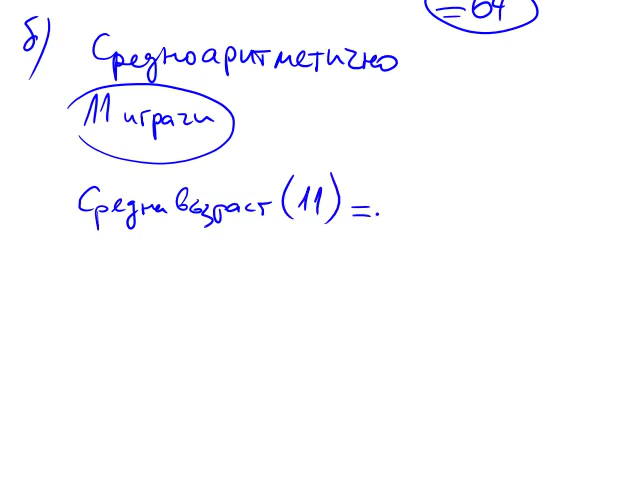 = 64
б) Средноаритметично
11 играчи
Средна възраст (11) =.